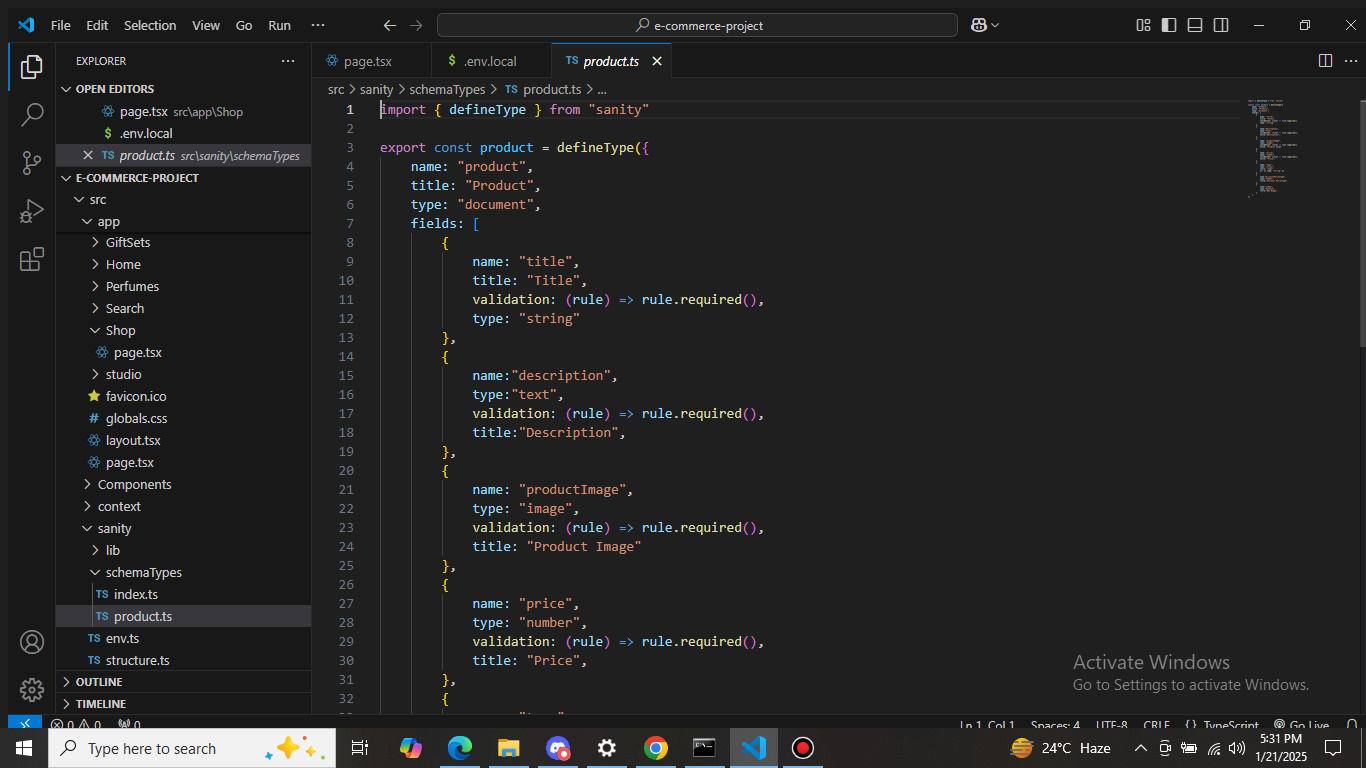 File Edit Selection View Go Run ···
e-commerce-project
EXPLORER ···
OPEN EDITORS
page.tsx src\app\Shop
$ .env.local
TS product.ts src\sanity\schemaTypes
E-COMMERCE-PROJECT
src
app
GiftSets
Home
Perfumes
Search
Shop
page.tsx
studio
favicon.ico
# globals.css
layout.tsx
page.tsx
Components
context
sanity
lib
schemaTypes
TS index.ts
TS product.ts
TS env.ts
TS structure.ts
OUTLINE
TIMELINE
page.tsx $ .env.local TS product.ts
src > sanity > schemaTypes > TS product.ts > ...
1 import { defineType } from "sanity"
2
3 export const product = defineType({
4 name: "product",
5 title: "Product",
6 type: "document",
7 fields: [
8 {
9 name: "title",
10 title: "Title",
11 validation: (rule) => rule.required(),
12 type: "string"
13 },
14 {
15 name:"description",
16 type:"text",
17 validation: (rule) => rule.required(),
18 title:"Description",
19 },
20 {
21 name: "productImage",
22 type: "image",
23 validation: (rule) => rule.required(),
24 title: "Product Image"
25 },
26 {
27 name: "price",
28 type: "number",
29 validation: (rule) => rule.required(),
30 title: "Price",
31 },
32 {
Activate Windows
Go to Settings to activate Windows.
0 0 0 Ln 1, Col 1 Spaces: 4 UTF-8 CRLF {} TypeScript Go Live
Type here to search
24°C Haze
5:31 PM
1/21/2025